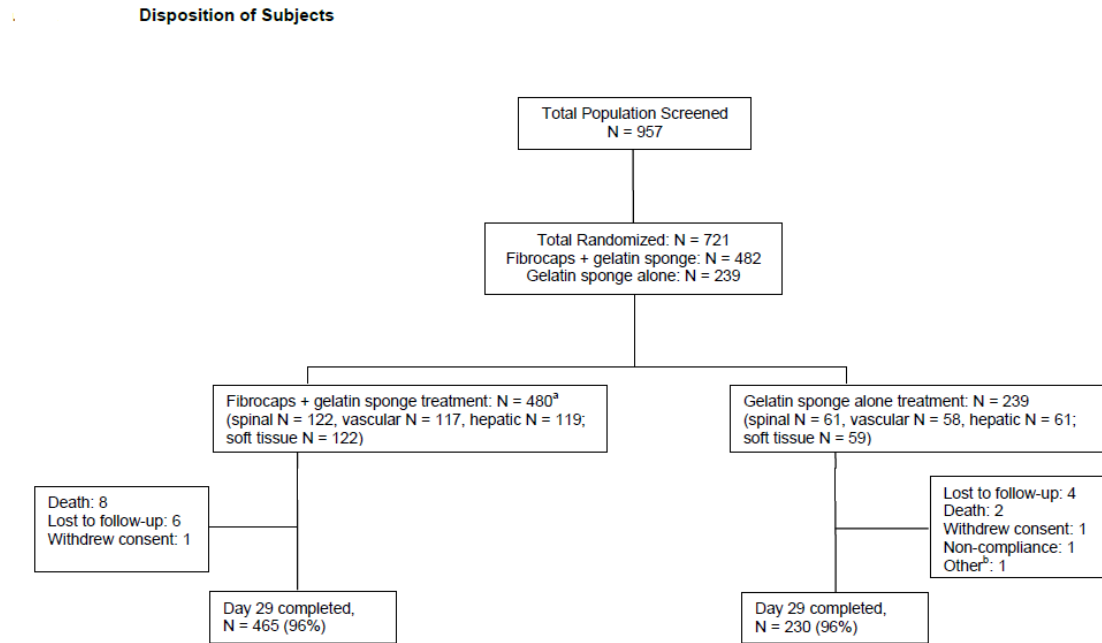 Disposition of Subjects
Total Population Screened
N = 957
Total Randomized: N = 721
Fibrocaps + gelatin sponge: N = 482
Gelatin sponge alone: N = 239
Fibrocaps + gelatin sponge treatment: N = 480ᵃ
(spinal N = 122, vascular N = 117, hepatic N = 119;
soft tissue N = 122)
Gelatin sponge alone treatment: N = 239
(spinal N = 61, vascular N = 58, hepatic N = 61;
soft tissue N = 59)
Death: 8
Lost to follow-up: 6
Withdrew consent: 1
Lost to follow-up: 4
Death: 2
Withdrew consent: 1
Non-compliance: 1
Otherᵇ: 1
Day 29 completed,
N = 465 (96%)
Day 29 completed,
N = 230 (96%)